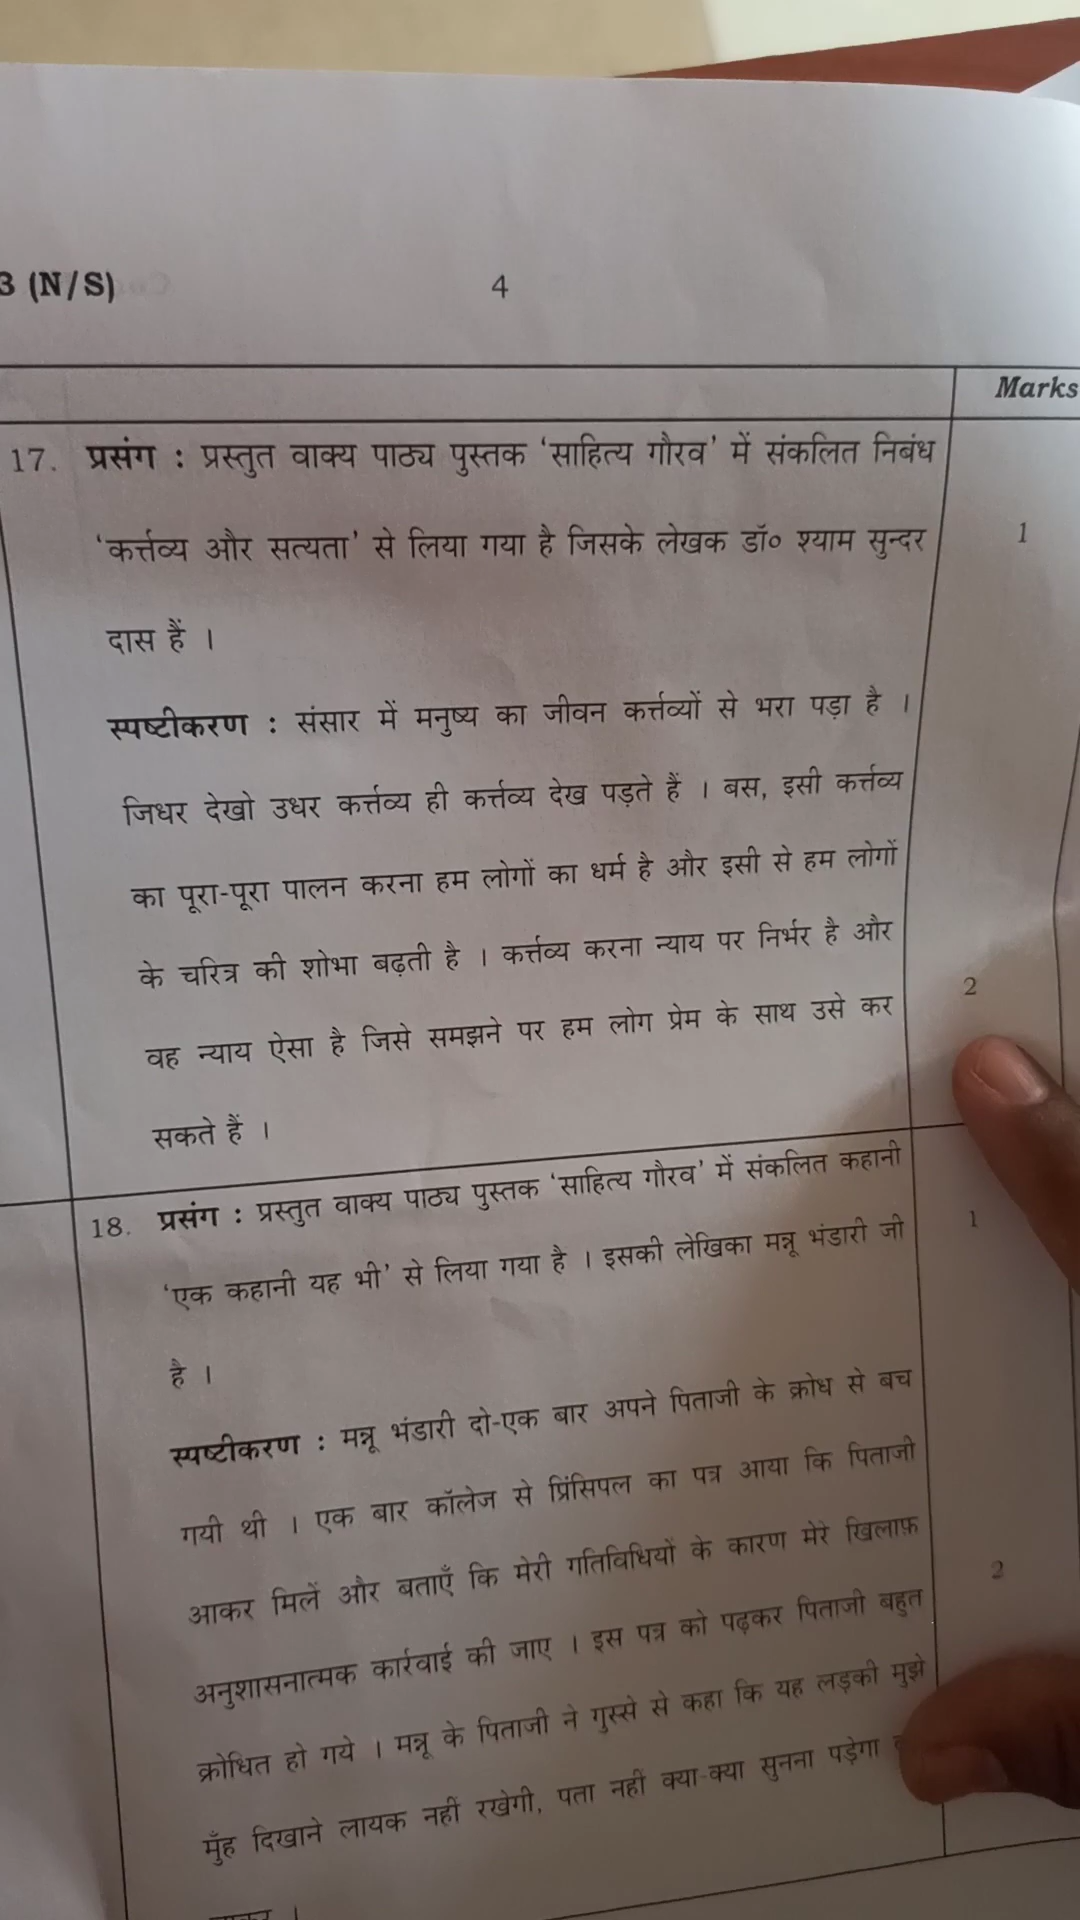 3 (N/S)
4
Marks
17. प्रसंग : प्रस्तुत वाक्य पाठ्य पुस्तक ‘साहित्य गौरव’ में संकलित निबंध
‘कर्त्तव्य और सत्यता’ से लिया गया है जिसके लेखक डॉ० श्याम सुन्दर 1
दास हैं ।
स्पष्टीकरण : संसार में मनुष्य का जीवन कर्त्तव्यों से भरा पड़ा है ।
जिधर देखो उधर कर्त्तव्य ही कर्त्तव्य देख पड़ते हैं । बस, इसी कर्त्तव्य
का पूरा-पूरा पालन करना हम लोगों का धर्म है और इसी से हम लोगों
के चरित्र की शोभा बढ़ती है । कर्त्तव्य करना न्याय पर निर्भर है और
वह न्याय ऐसा है जिसे समझने पर हम लोग प्रेम के साथ उसे कर 2
सकते हैं ।
18. प्रसंग : प्रस्तुत वाक्य पाठ्य पुस्तक ‘साहित्य गौरव’ में संकलित कहानी
‘एक कहानी यह भी’ से लिया गया है । इसकी लेखिका मन्नू भंडारी जी 1
है ।
स्पष्टीकरण : मन्नू भंडारी दो-एक बार अपने पिताजी के क्रोध से बच
गयी थी । एक बार कॉलेज से प्रिंसिपल का पत्र आया कि पिताजी
आकर मिलें और बताएँ कि मेरी गतिविधियों के कारण मेरे खिलाफ़
अनुशासनात्मक कार्रवाई की जाए । इस पत्र को पढ़कर पिताजी बहुत 2
क्रोधित हो गये । मन्नू के पिताजी ने गुस्से से कहा कि यह लड़की मुझे
मुँह दिखाने लायक नहीं रखेगी, पता नहीं क्या-क्या सुनना पड़ेगा